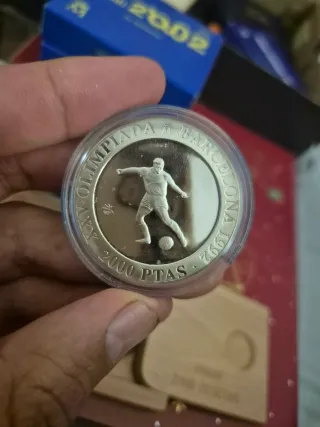 2002
XXV OLIMPIADA * BARCELONA 1992
· 2000 PTAS ·